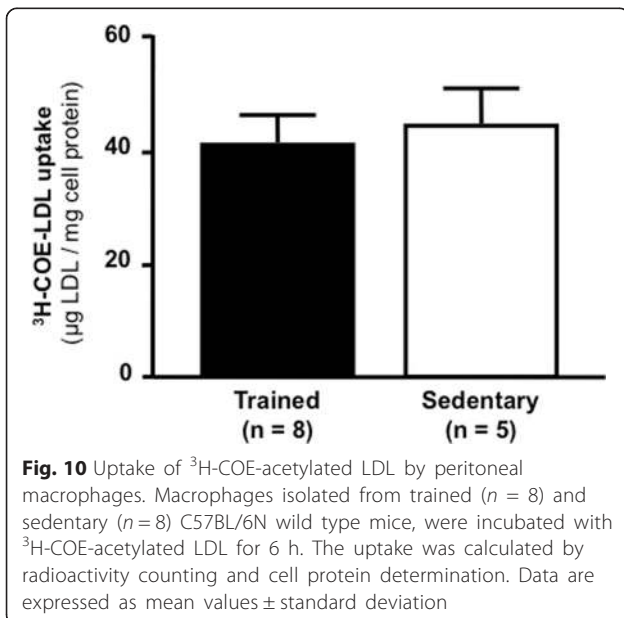 60
40
20
0
³H-COE-LDL uptake
(µg LDL / mg cell protein)
Trained
(n = 8)
Sedentary
(n = 5)
Fig. 10 Uptake of ³H-COE-acetylated LDL by peritoneal
macrophages. Macrophages isolated from trained (n = 8) and
sedentary (n = 8) C57BL/6N wild type mice, were incubated with
³H-COE-acetylated LDL for 6 h. The uptake was calculated by
radioactivity counting and cell protein determination. Data are
expressed as mean values ± standard deviation